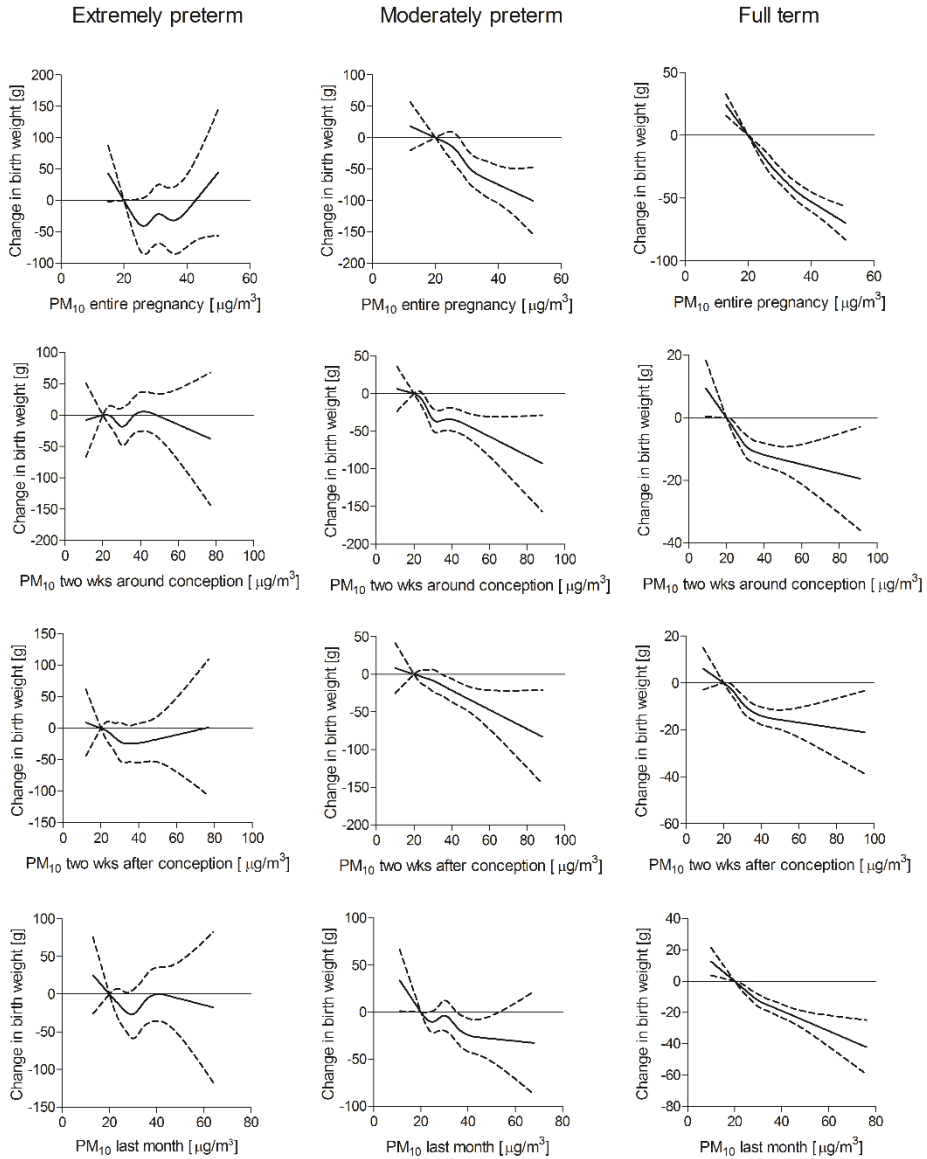 Extremely preterm Moderately preterm Full term
Change in birth weight [g]
200
150
100
50
0
-50
-100
0 20 40 60
PM10 entire pregnancy [ µg/m³]
Change in birth weight [g]
100
50
0
-50
-100
-150
-200
0 20 40 60
PM10 entire pregnancy [ µg/m³]
Change in birth weight [g]
50
0
-50
-100
0 20 40 60
PM10 entire pregnancy [ µg/m³]
Change in birth weight [g]
100
50
0
-50
-100
-150
-200
0 20 40 60 80 100
PM10 two wks around conception [ µg/m³]
Change in birth weight [g]
50
0
-50
-100
-150
-200
0 20 40 60 80 100
PM10 two wks around conception [ µg/m³]
Change in birth weight [g]
20
0
-20
-40
0 20 40 60 80 100
PM10 two wks around conception [ µg/m³]
Change in birth weight [g]
150
100
50
0
-50
-100
-150
0 20 40 60 80 100
PM10 two wks after conception [ µg/m³]
Change in birth weight [g]
50
0
-50
-100
-150
-200
0 20 40 60 80 100
PM10 two wks after conception [ µg/m³]
Change in birth weight [g]
20
0
-20
-40
-60
0 20 40 60 80 100
PM10 two wks after conception [ µg/m³]
Change in birth weight [g]
100
50
0
-50
-100
-150
0 20 40 60 80
PM10 last month [ µg/m³]
Change in birth weight [g]
100
50
0
-50
-100
0 20 40 60 80
PM10 last month [ µg/m³]
Change in birth weight [g]
40
20
0
-20
-40
-60
-80
0 20 40 60 80
PM10 last month [ µg/m³]